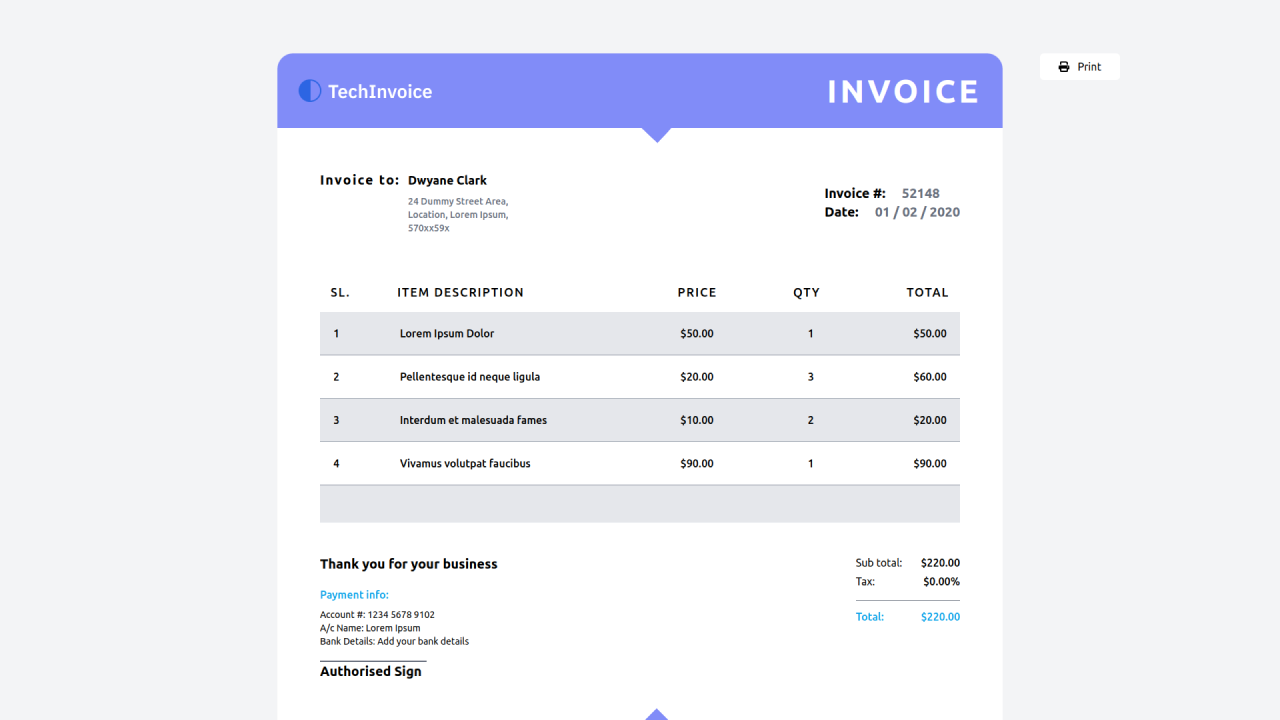 TechInvoice
INVOICE
Print
Invoice to: Dwyane Clark
24 Dummy Street Area,
Location, Lorem Ipsum,
570xx59x
Invoice #: 52148
Date: 01 / 02 / 2020
SL. ITEM DESCRIPTION PRICE QTY TOTAL
1 Lorem Ipsum Dolor $50.00 1 $50.00
2 Pellentesque id neque ligula $20.00 3 $60.00
3 Interdum et malesuada fames $10.00 2 $20.00
4 Vivamus volutpat faucibus $90.00 1 $90.00
Thank you for your business
Payment info:
Account #: 1234 5678 9102
A/c Name: Lorem Ipsum
Bank Details: Add your bank details
Authorised Sign
Sub total: $220.00
Tax: $0.00%
Total: $220.00